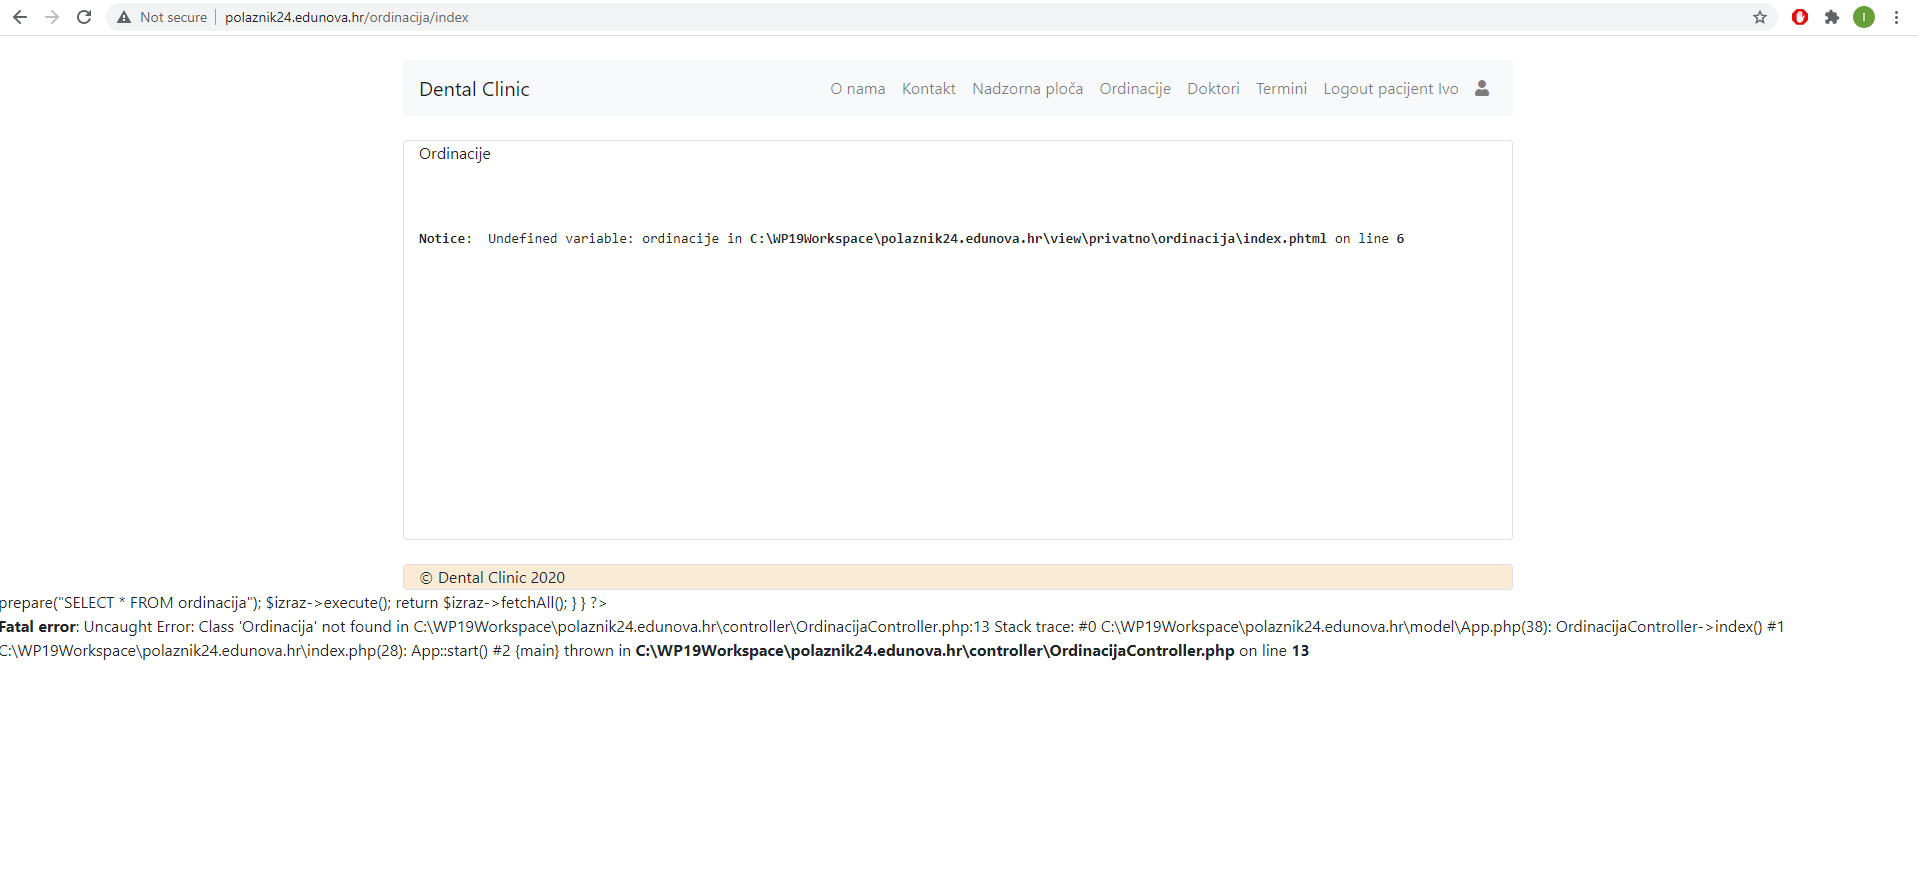 Not secure
polaznik24.edunova.hr/ordinacija/index
I
Dental Clinic
O nama Kontakt Nadzorna ploča Ordinacije Doktori Termini Logout pacijent Ivo
Ordinacije
Notice: Undefined variable: ordinacije in C:\WP19Workspace\polaznik24.edunova.hr\view\privatno\ordinacija\index.phtml on line 6
© Dental Clinic 2020
prepare("SELECT * FROM ordinacija"); $izraz->execute(); return $izraz->fetchAll(); } } ?>
Fatal error: Uncaught Error: Class 'Ordinacija' not found in C:\WP19Workspace\polaznik24.edunova.hr\controller\OrdinacijaController.php:13 Stack trace: #0 C:\WP19Workspace\polaznik24.edunova.hr\model\App.php(38): OrdinacijaController->index() #1
C:\WP19Workspace\polaznik24.edunova.hr\index.php(28): App::start() #2 {main} thrown in C:\WP19Workspace\polaznik24.edunova.hr\controller\OrdinacijaController.php on line 13